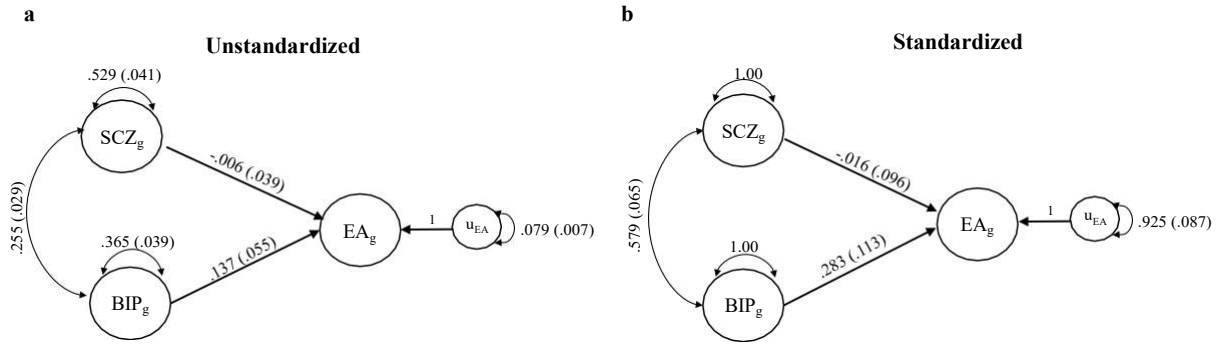 a
Unstandardized
.529 (.041)
SCZg
-.006 (.039)
.255 (.029)
EAg
1
uEA
.079 (.007)
.365 (.039)
.137 (.055)
BIPg
b
Standardized
1.00
SCZg
-.016 (.096)
.579 (.065)
EAg
1
uEA
.925 (.087)
1.00
.283 (.113)
BIPg